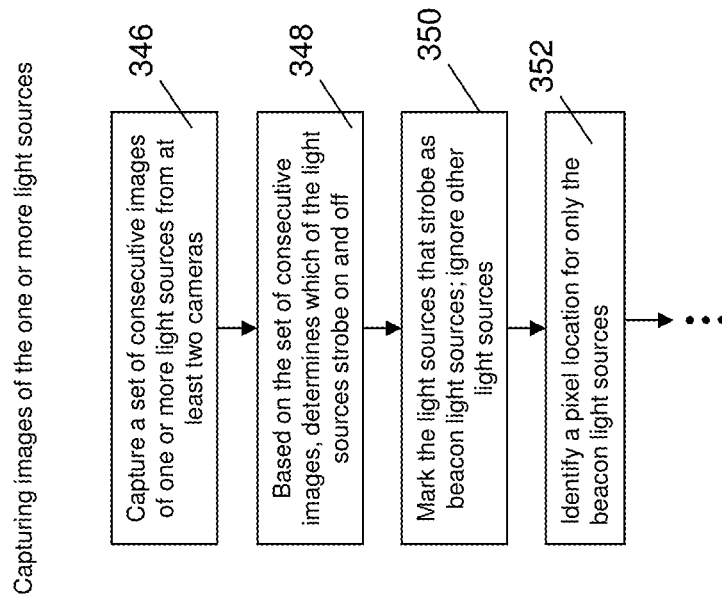 Capturing images of the one or more light sources
346
Capture a set of consecutive images
of one or more light sources from at
least two cameras
348
Based on the set of consecutive
images, determines which of the light
sources strobe on and off
350
Mark the light sources that strobe as
beacon light sources; ignore other
light sources
352
Identify a pixel location for only the
beacon light sources